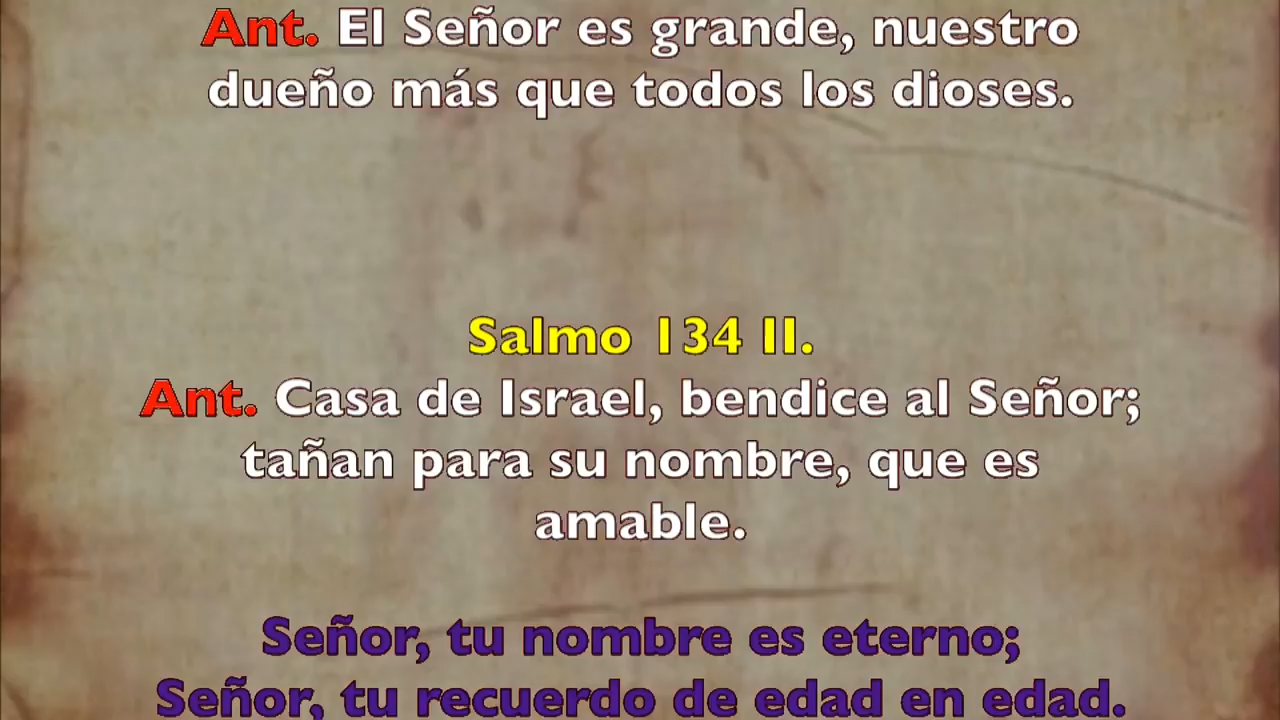 Ant. El Señor es grande, nuestro
dueño más que todos los dioses.
Salmo 134 II.
Ant. Casa de Israel, bendice al Señor;
tañan para su nombre, que es
amable.
Señor, tu nombre es eterno;
Señor, tu recuerdo de edad en edad.